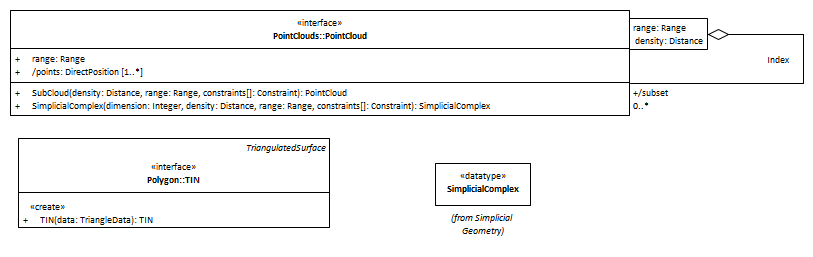 «interface»
PointClouds::PointCloud
+ range: Range
+ /points: DirectPosition [1..*]
+ SubCloud(density: Distance, range: Range, constraints[]: Constraint): PointCloud
+ SimplicialComplex(dimension: Integer, density: Distance, range: Range, constraints[]: Constraint): SimplicialComplex
range: Range
density: Distance
Index
+/subset
0..*
TriangulatedSurface
«interface»
Polygon::TIN
«create»
+ TIN(data: TriangleData): TIN
«datatype»
SimplicialComplex
(from Simplicial
Geometry)